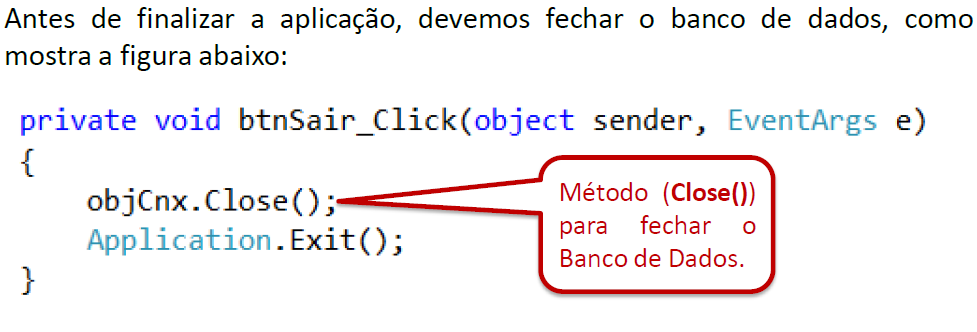 Antes de finalizar a aplicação, devemos fechar o banco de dados, como
mostra a figura abaixo:
private void btnSair_Click(object sender, EventArgs e)
{
objCnx.Close();
Application.Exit();
}
Método (Close())
para fechar o
Banco de Dados.